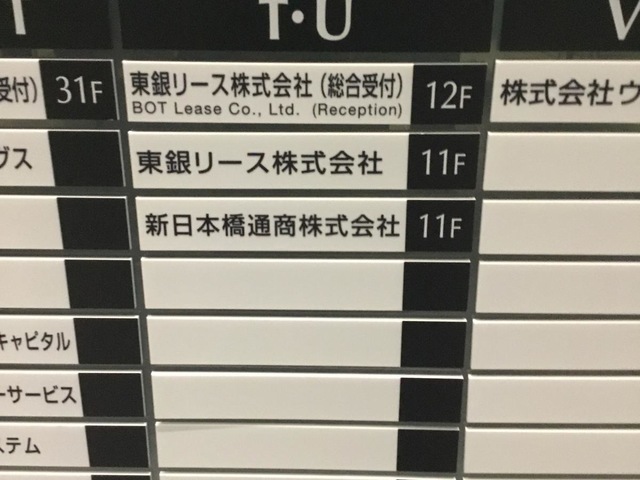 T・U
V
受付) 31F
東銀リース株式会社(総合受付) 12F
BOT Lease Co., Ltd. (Reception)
株式会社ウ
グス
東銀リース株式会社 11F
新日本橋通商株式会社 11F
キャピタル
ーサービス
ステム